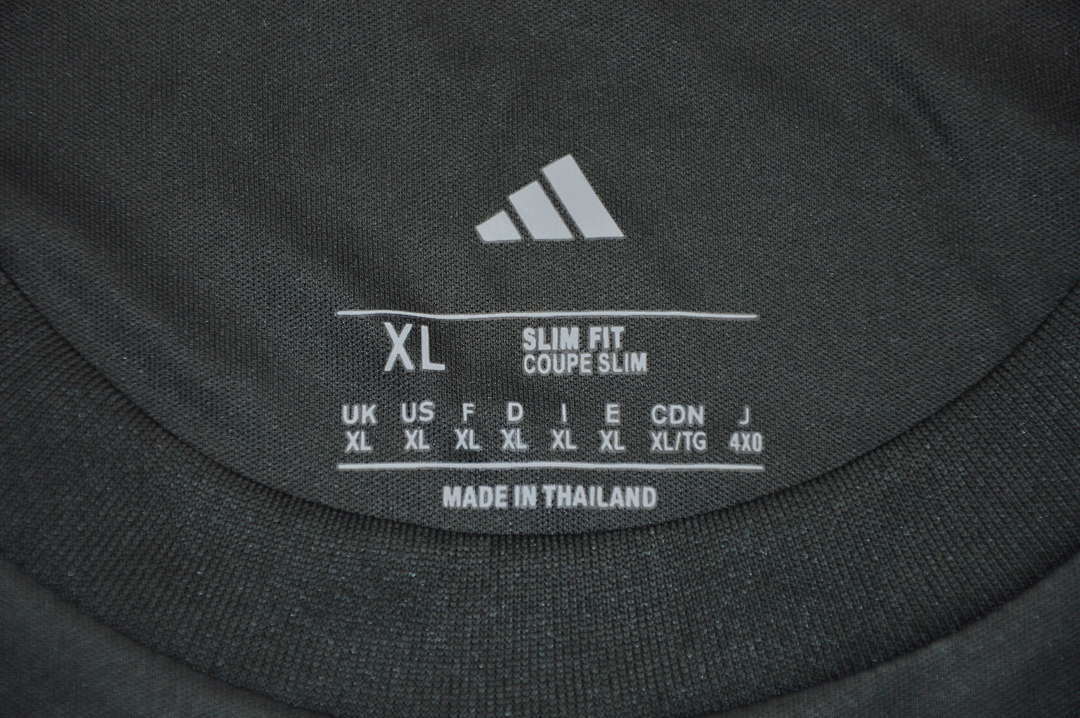 XL
SLIM FIT
COUPE SLIM
UK US F D I E CDN J
XL XL XL XL XL XL XL/TG 4XO
MADE IN THAILAND